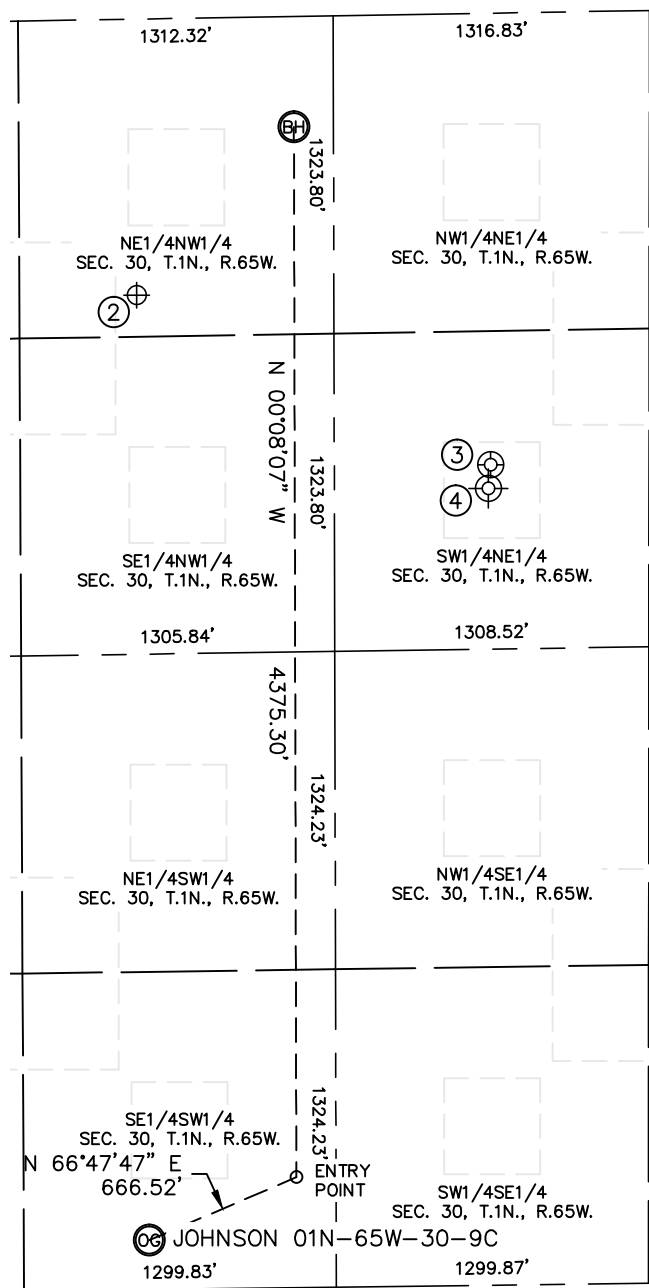 1312.32'
1316.83'
BH
1323.80'
NE1/4NW1/4
SEC. 30, T.1N., R.65W.
NW1/4NE1/4
SEC. 30, T.1N., R.65W.
2
N 00°08'07" W
1323.80'
3
4
SE1/4NW1/4
SEC. 30, T.1N., R.65W.
SW1/4NE1/4
SEC. 30, T.1N., R.65W.
1305.84'
1308.52'
4375.30'
1324.23'
NE1/4SW1/4
SEC. 30, T.1N., R.65W.
NW1/4SE1/4
SEC. 30, T.1N., R.65W.
1324.23'
SE1/4SW1/4
SEC. 30, T.1N., R.65W.
N 66°47'47" E
666.52'
ENTRY
POINT
SW1/4SE1/4
SEC. 30, T.1N., R.65W.
OG JOHNSON 01N-65W-30-9C
1299.83'
1299.87'